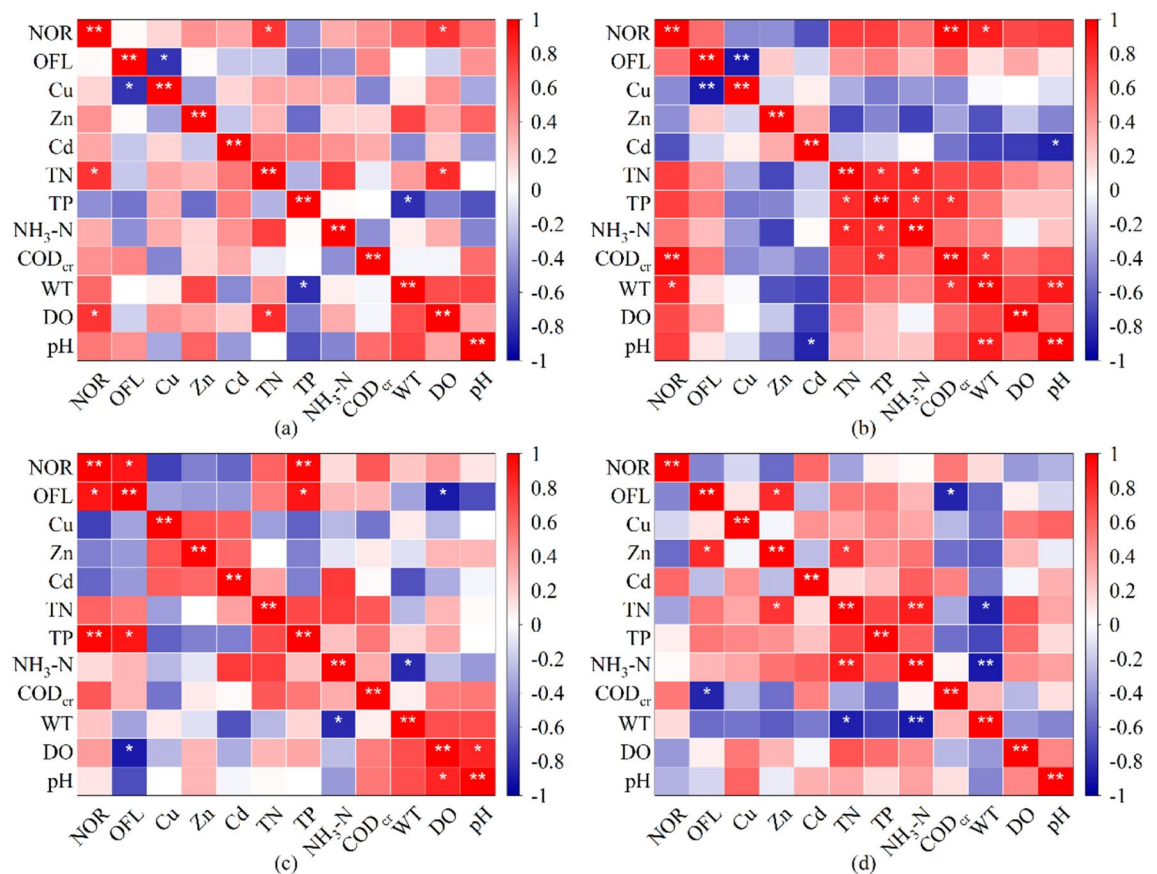 NOR ** * * 1
OFL ** * 0.8
Cu * ** 0.6
Zn ** 0.4
Cd ** 0.2
TN * ** * 0
TP ** * -0.2
NH3-N ** -0.4
CODcr ** -0.6
WT * ** -0.8
DO * * ** -1
pH **
NOR OFL Cu Zn Cd TN TP NH3-N CODcr WT DO pH
(a)
NOR ** ** * 1
OFL ** ** 0.8
Cu ** ** 0.6
Zn ** 0.4
Cd ** * 0.2
TN ** * * 0
TP * ** * * -0.2
NH3-N * * ** -0.4
CODcr ** * ** * -0.6
WT * * ** ** -0.8
DO ** -1
pH * ** **
NOR OFL Cu Zn Cd TN TP NH3-N CODcr WT DO pH
(b)
NOR ** * ** 1
OFL * ** * * 0.8
Cu ** 0.6
Zn ** 0.4
Cd ** 0.2
TN ** 0
TP ** * ** -0.2
NH3-N ** * -0.4
CODcr ** -0.6
WT * ** -0.8
DO * ** * -1
pH * **
NOR OFL Cu Zn Cd TN TP NH3-N CODcr WT DO pH
(c)
NOR ** 1
OFL ** * * 0.8
Cu ** 0.6
Zn * ** * 0.4
Cd ** 0.2
TN * ** ** * 0
TP ** -0.2
NH3-N ** ** ** -0.4
CODcr * ** -0.6
WT * ** ** -0.8
DO ** -1
pH **
NOR OFL Cu Zn Cd TN TP NH3-N CODcr WT DO pH
(d)